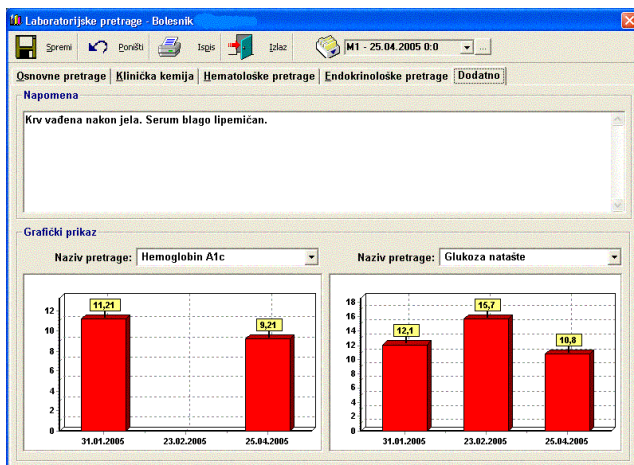 Laboratorijske pretrage - Bolesnik
Spremi Poništi Ispis Izlaz M1 - 25.04.2005 0:0 ...
Osnovne pretrage Klinička kemija Hematološke pretrage Endokrinološke pretrage Dodatno
Napomena
Krv vađena nakon jela. Serum blago lipemičan.
Grafički prikaz
Naziv pretrage: Hemoglobin A1c
12
10
8
6
4
2
0
11,21
9,21
31.01.2005 23.02.2005 25.04.2005
Naziv pretrage: Glukoza natašte
18
16
14
12
10
8
6
4
2
0
12,1
15,7
10,8
31.01.2005 23.02.2005 25.04.2005